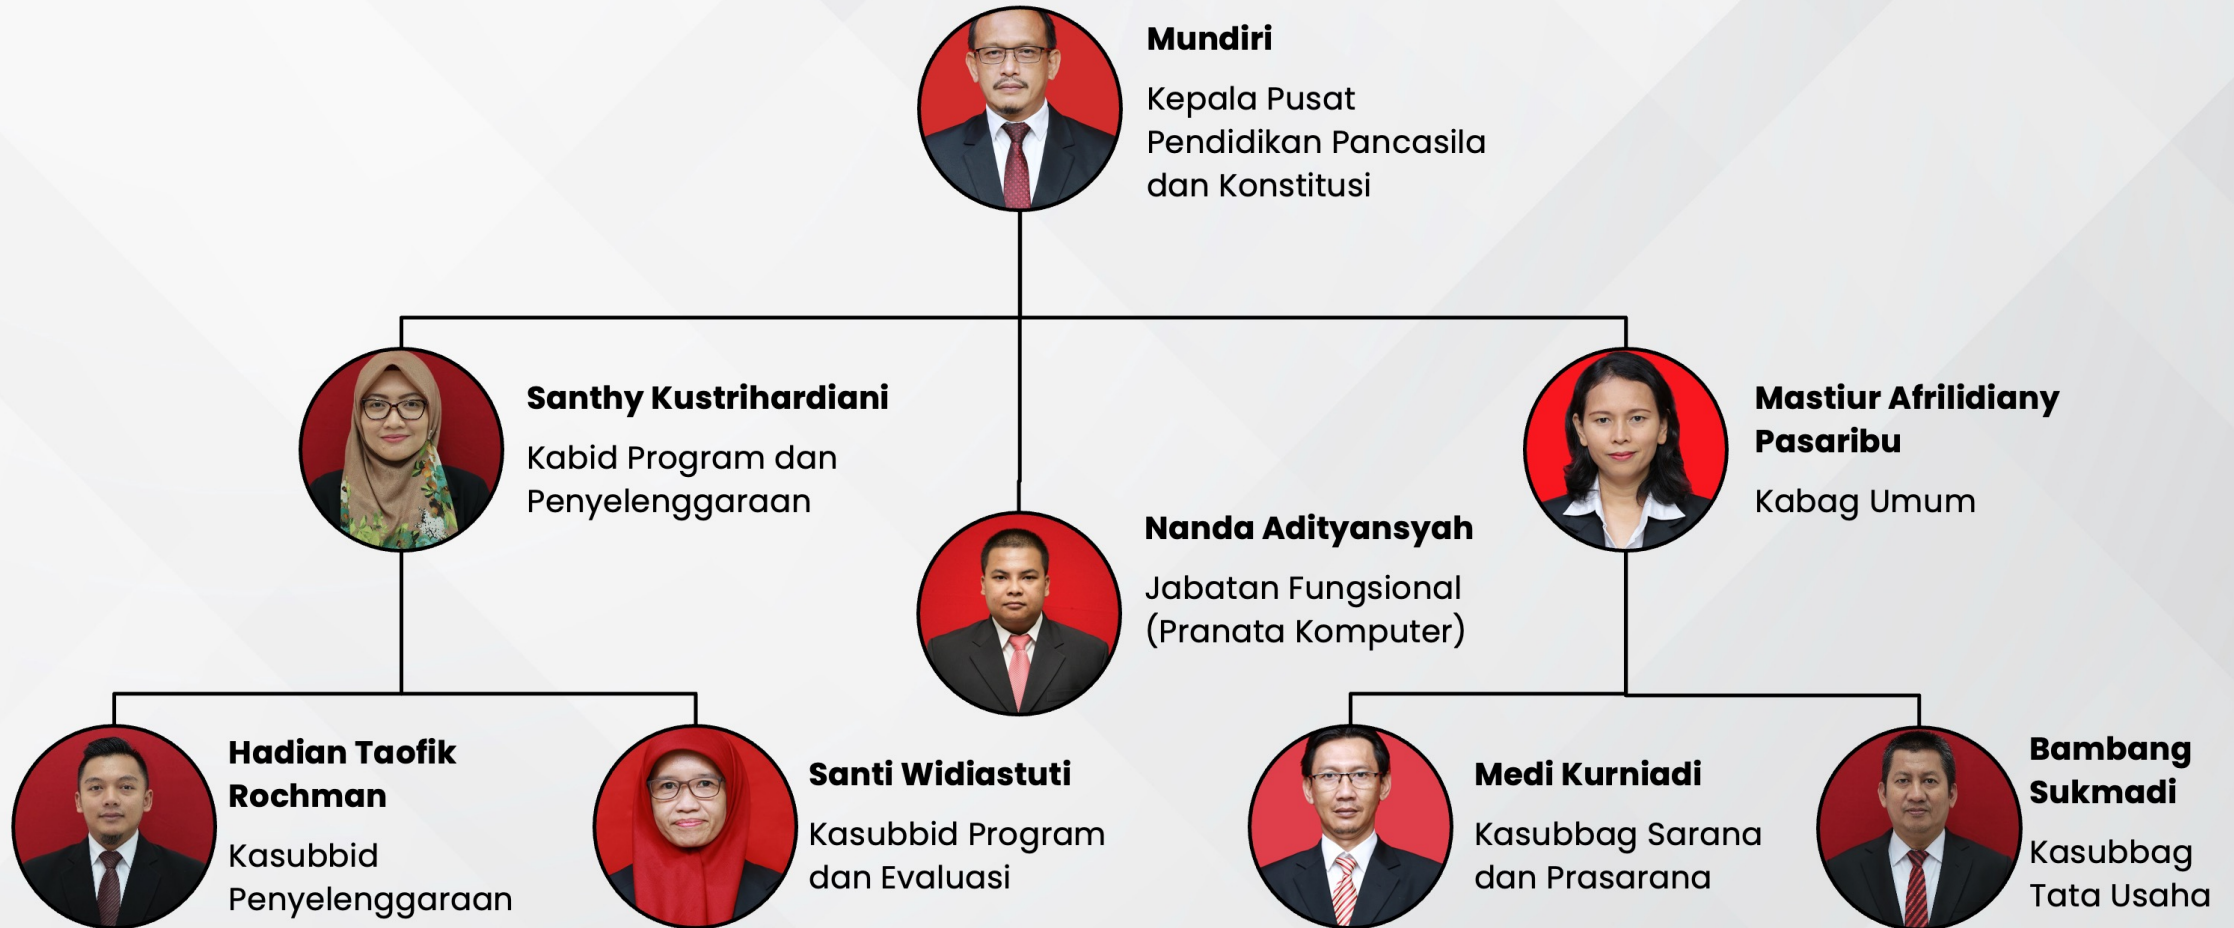 Mundiri
Kepala Pusat
Pendidikan Pancasila
dan Konstitusi
Santhy Kustrihardiani
Kabid Program dan
Penyelenggaraan
Mastiur Afrilidiany
Pasaribu
Kabag Umum
Nanda Adityansyah
Jabatan Fungsional
(Pranata Komputer)
Hadian Taofik
Rochman
Kasubbid
Penyelenggaraan
Santi Widiastuti
Kasubbid Program
dan Evaluasi
Medi Kurniadi
Kasubbag Sarana
dan Prasarana
Bambang
Sukmadi
Kasubbag
Tata Usaha